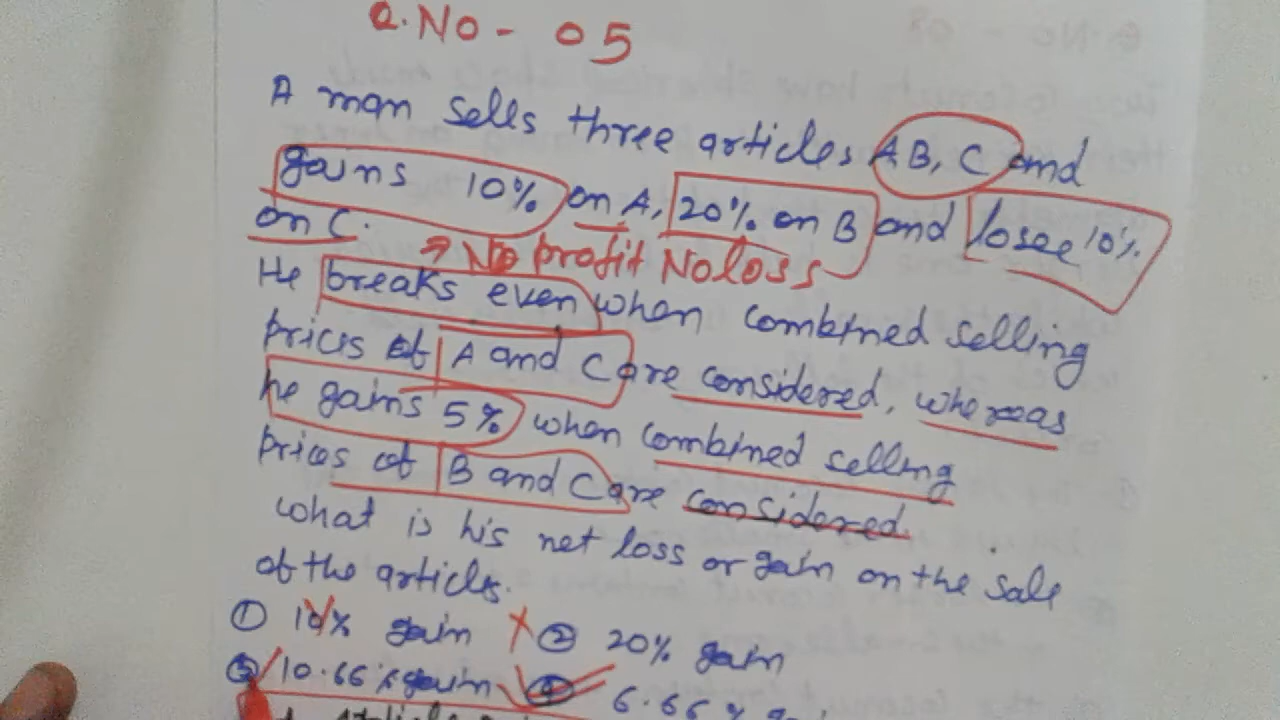 Q.No - 05
A man sells three articles A B, C and
gains 10% on A, 20% on B and losee 10%
on C.
→ No profit No loss
He breaks even when combined selling
prices of A and C are considered, whereas
he gains 5% when combined selling
prices of B and C are considered.
what is his net loss or gain on the sale
of the articles.
① 10% gain ② 20% gain
③ 10.66% gain ④ 6.66%